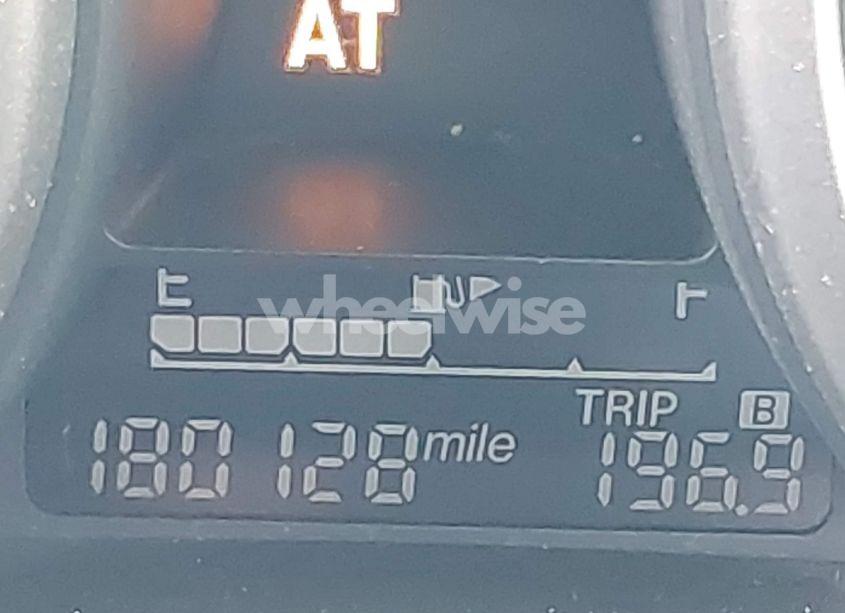 AT
E F
wheelwise
TRIP B
180128 mile 196.9